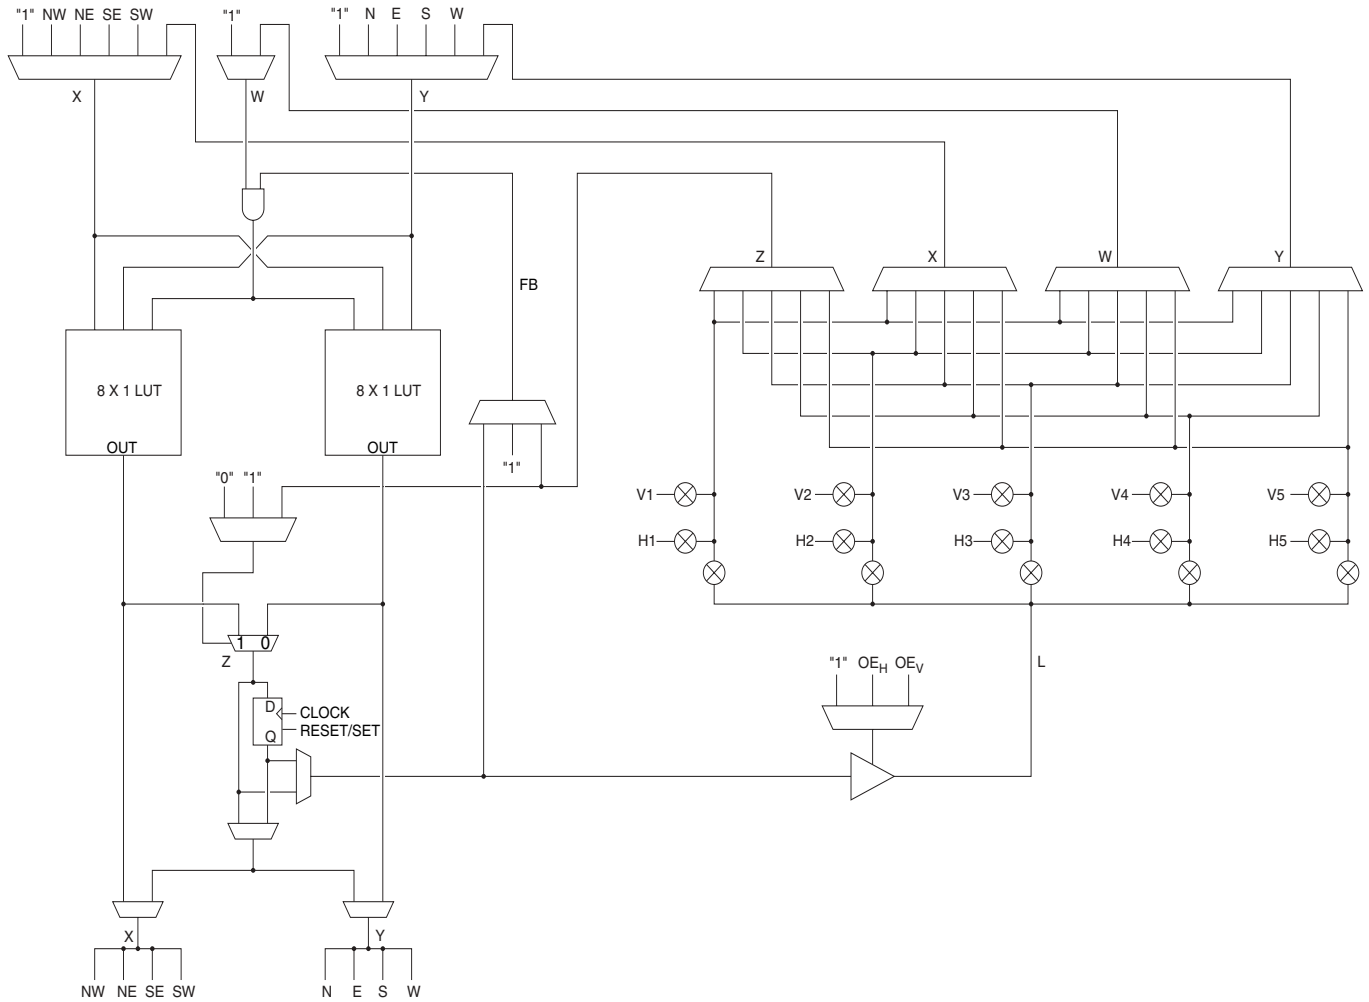 "1" NW NE SE SW
"1"
"1" N E S W
X
W
Y
FB
Z
X
W
Y
8 X 1 LUT
OUT
8 X 1 LUT
OUT
"1"
"0" "1"
V1
V2
V3
V4
V5
H1
H2
H3
H4
H5
1 0
Z
L
"1" OEH OEV
D
CLOCK
RESET/SET
Q
X
Y
NW NE SE SW
N E S W